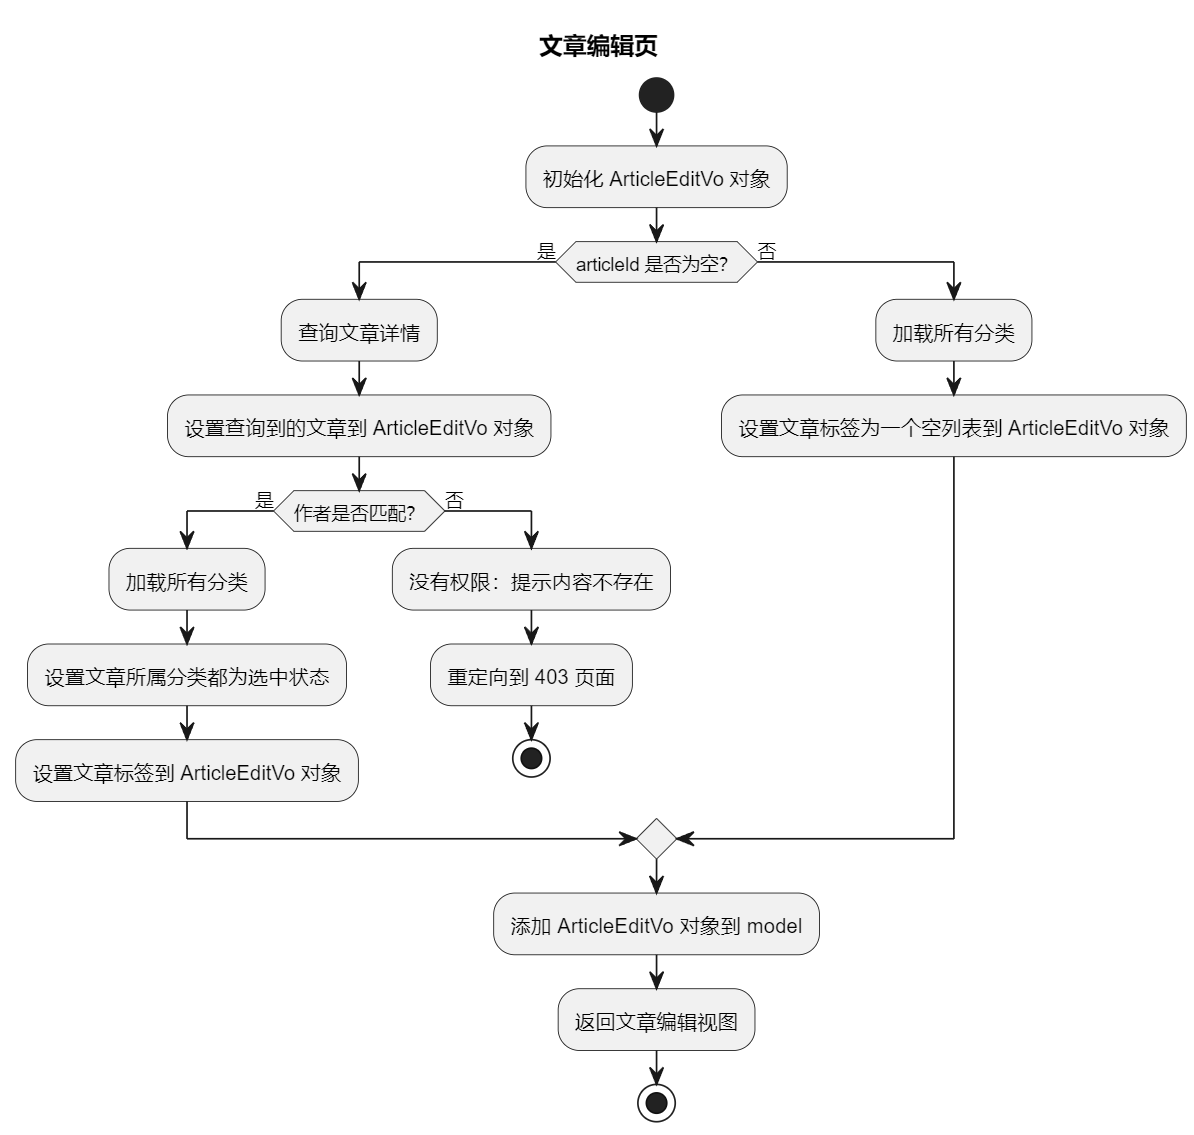 文章编辑页
初始化 ArticleEditVo 对象
是
articleId 是否为空？
否
查询文章详情
加载所有分类
设置查询到的文章到 ArticleEditVo 对象
设置文章标签为一个空列表到 ArticleEditVo 对象
是
作者是否匹配？
否
加载所有分类
没有权限：提示内容不存在
设置文章所属分类都为选中状态
重定向到 403 页面
设置文章标签到 ArticleEditVo 对象
添加 ArticleEditVo 对象到 model
返回文章编辑视图